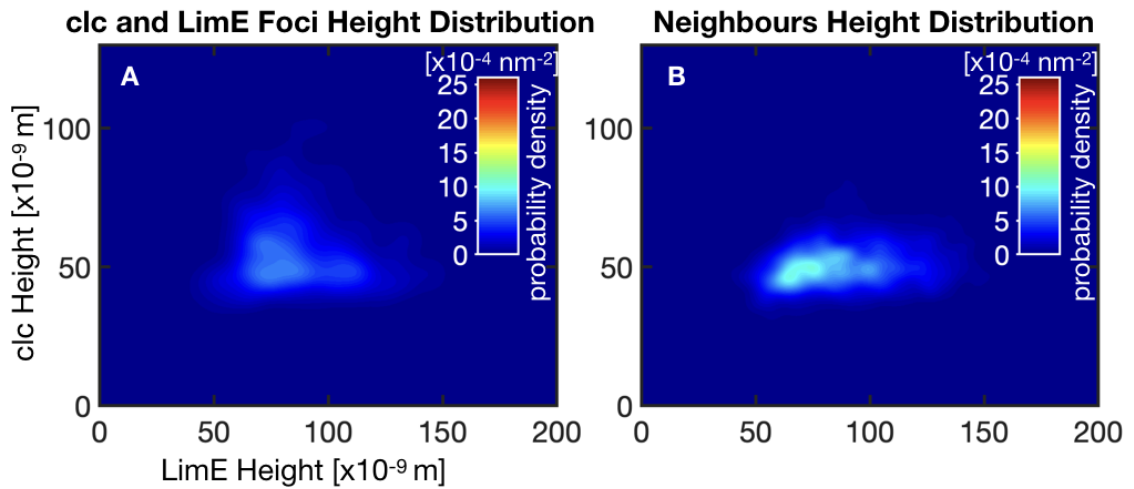 clc and LimE Foci Height Distribution
Neighbours Height Distribution
A
[x10⁻⁴ nm⁻²]
25
20
15
10
5
0
probability density
B
[x10⁻⁴ nm⁻²]
25
20
15
10
5
0
probability density
clc Height [x10⁻⁹ m]
100
50
0
100
50
0
0 50 100 150 200
0 50 100 150 200
LimE Height [x10⁻⁹ m]